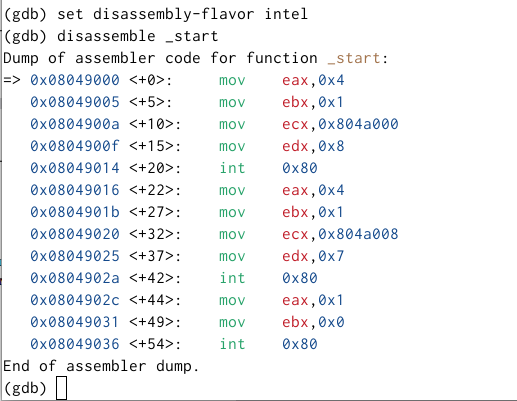 (gdb) set disassembly-flavor intel
(gdb) disassemble _start
Dump of assembler code for function _start:
=> 0x08049000 <+0>:     mov    eax,0x4
   0x08049005 <+5>:     mov    ebx,0x1
   0x0804900a <+10>:    mov    ecx,0x804a000
   0x0804900f <+15>:    mov    edx,0x8
   0x08049014 <+20>:    int    0x80
   0x08049016 <+22>:    mov    eax,0x4
   0x0804901b <+27>:    mov    ebx,0x1
   0x08049020 <+32>:    mov    ecx,0x804a008
   0x08049025 <+37>:    mov    edx,0x7
   0x0804902a <+42>:    int    0x80
   0x0804902c <+44>:    mov    eax,0x1
   0x08049031 <+49>:    mov    ebx,0x0
   0x08049036 <+54>:    int    0x80
End of assembler dump.
(gdb)